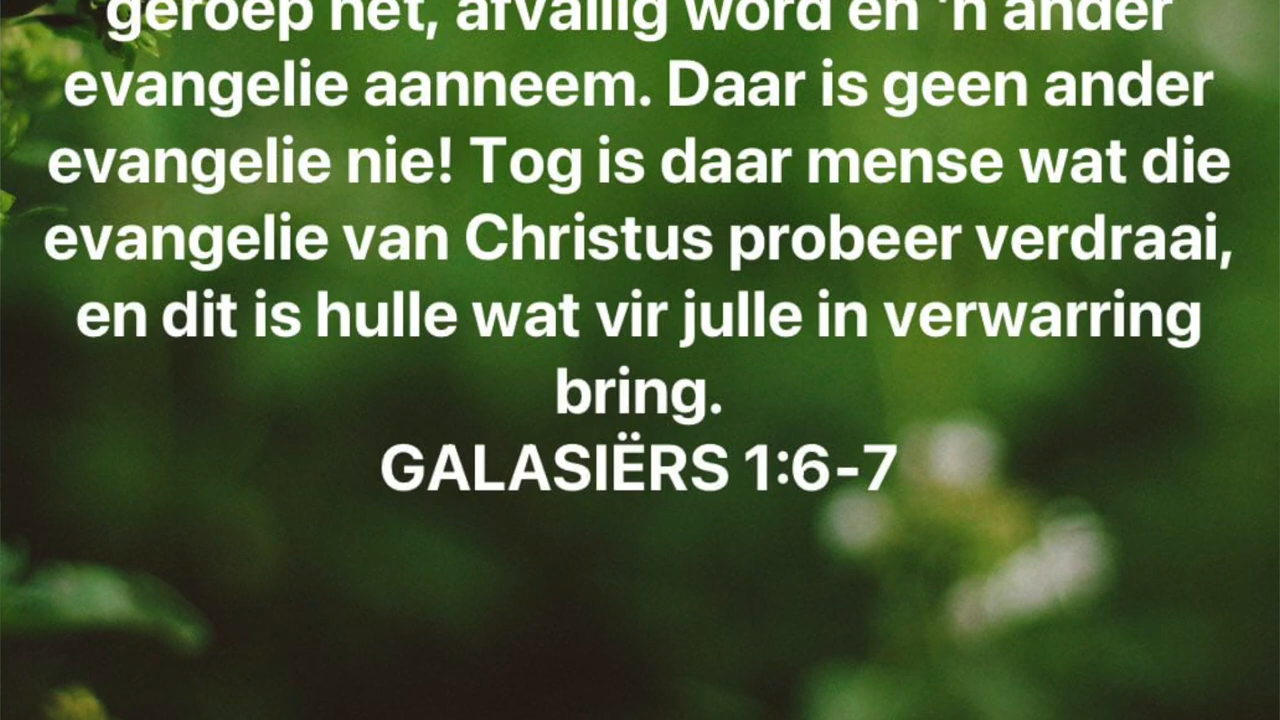 geroep het, afvallig word en 'n ander
evangelie aanneem. Daar is geen ander
evangelie nie! Tog is daar mense wat die
evangelie van Christus probeer verdraai,
en dit is hulle wat vir julle in verwarring
bring.
GALASIËRS 1:6-7